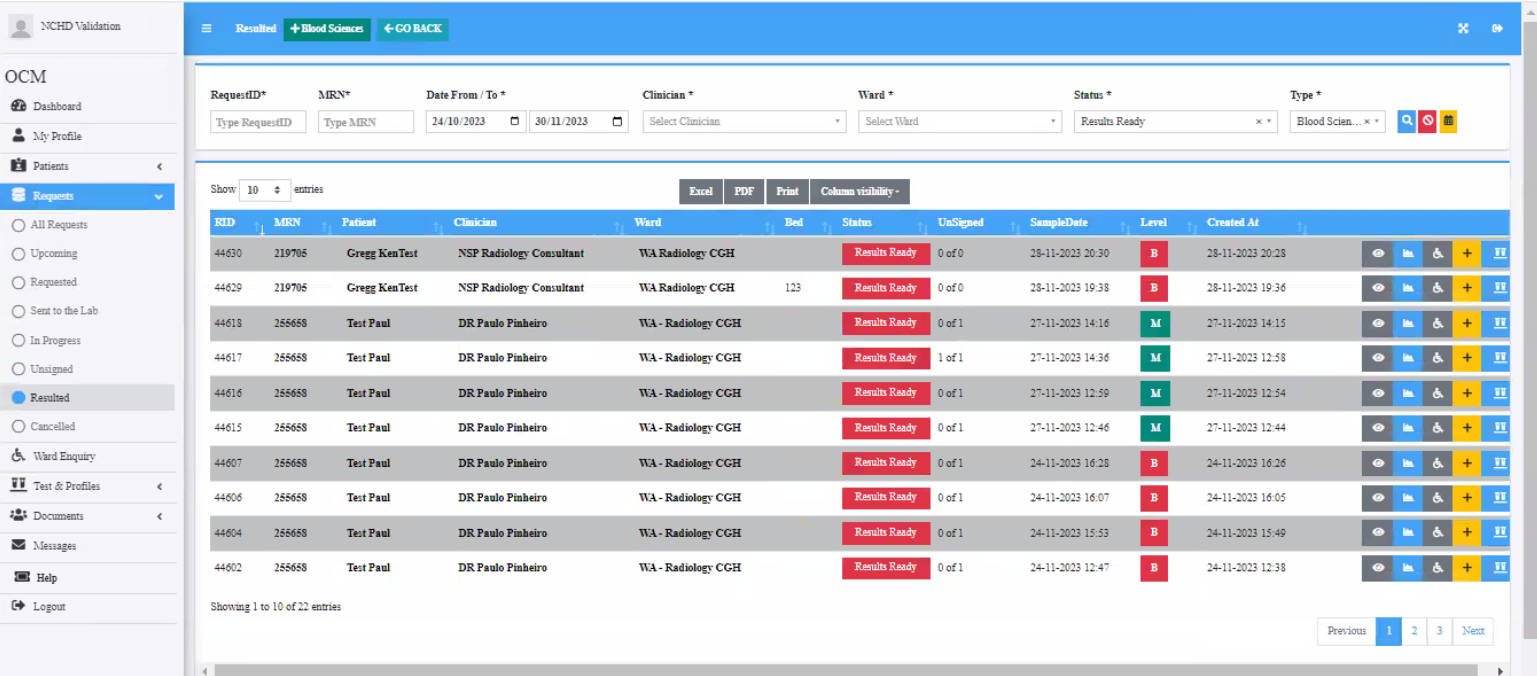 NCHD Validation
OCM
Dashboard
My Profile
Patients
Requests
All Requests
Upcoming
Requested
Sent to the Lab
In Progress
Unsigned
Resulted
Cancelled
Ward Enquiry
Test & Profiles
Documents
Messages
Help
Logout
Resulted + Blood Sciences GO BACK
RequestID* MRN* Date From / To * Clinician * Ward * Status * Type *
Type RequestID Type MRN 24/10/2023 30/11/2023 Select Clinician Select Ward Results Ready × Blood Scien... ×
Show 10 entries Excel PDF Print Column visibility
RID MRN Patient Clinician Ward Bed Status UnSigned SampleDate Level Created At
44630 219705 Gregg KenTest NSP Radiology Consultant WA Radiology CGH Results Ready 0 of 0 28-11-2023 20:30 B 28-11-2023 20:28
44629 219705 Gregg KenTest NSP Radiology Consultant WA Radiology CGH 123 Results Ready 0 of 0 28-11-2023 19:38 B 28-11-2023 19:36
44618 255658 Test Paul DR Paulo Pinheiro WA - Radiology CGH Results Ready 0 of 1 27-11-2023 14:16 M 27-11-2023 14:15
44617 255658 Test Paul DR Paulo Pinheiro WA - Radiology CGH Results Ready 1 of 1 27-11-2023 14:36 M 27-11-2023 12:58
44616 255658 Test Paul DR Paulo Pinheiro WA - Radiology CGH Results Ready 0 of 1 27-11-2023 12:59 M 27-11-2023 12:54
44615 255658 Test Paul DR Paulo Pinheiro WA - Radiology CGH Results Ready 0 of 1 27-11-2023 12:46 M 27-11-2023 12:44
44607 255658 Test Paul DR Paulo Pinheiro WA - Radiology CGH Results Ready 0 of 1 24-11-2023 16:28 B 24-11-2023 16:26
44606 255658 Test Paul DR Paulo Pinheiro WA - Radiology CGH Results Ready 0 of 1 24-11-2023 16:07 B 24-11-2023 16:05
44604 255658 Test Paul DR Paulo Pinheiro WA - Radiology CGH Results Ready 0 of 1 24-11-2023 15:53 B 24-11-2023 15:49
44602 255658 Test Paul DR Paulo Pinheiro WA - Radiology CGH Results Ready 0 of 1 24-11-2023 12:47 B 24-11-2023 12:38
Showing 1 to 10 of 22 entries
Previous 1 2 3 Next